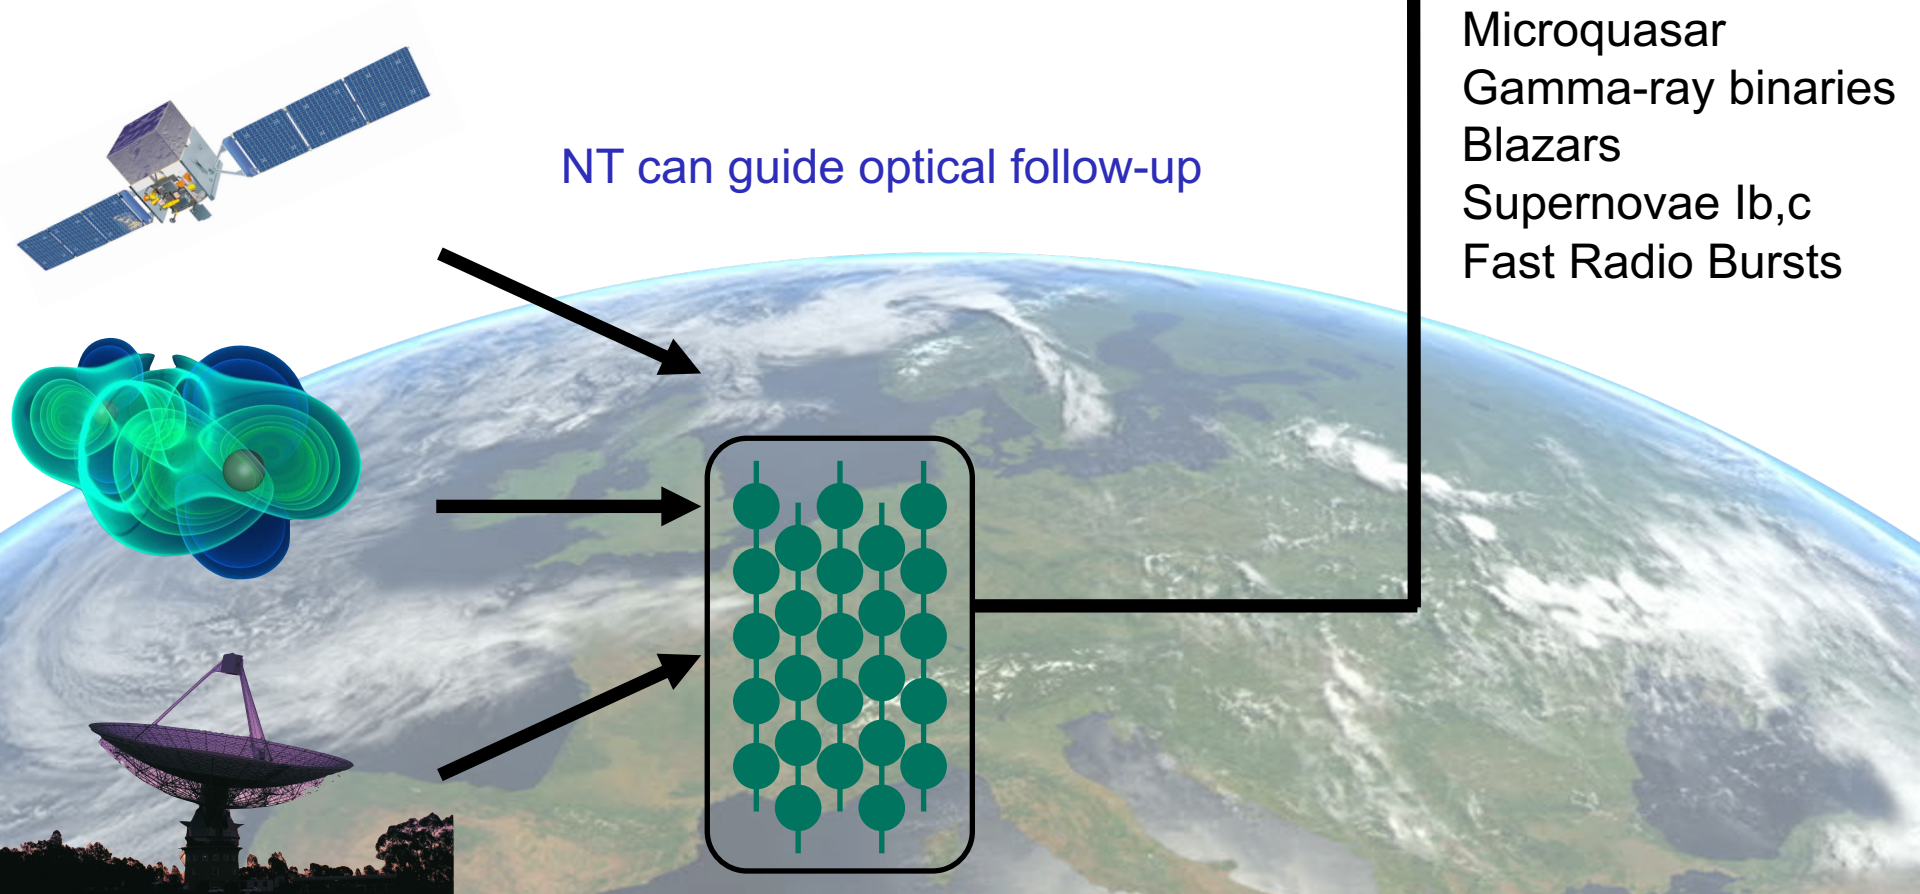 NT can guide optical follow-up
Microquasar
Gamma-ray binaries
Blazars
Supernovae Ib,c
Fast Radio Bursts